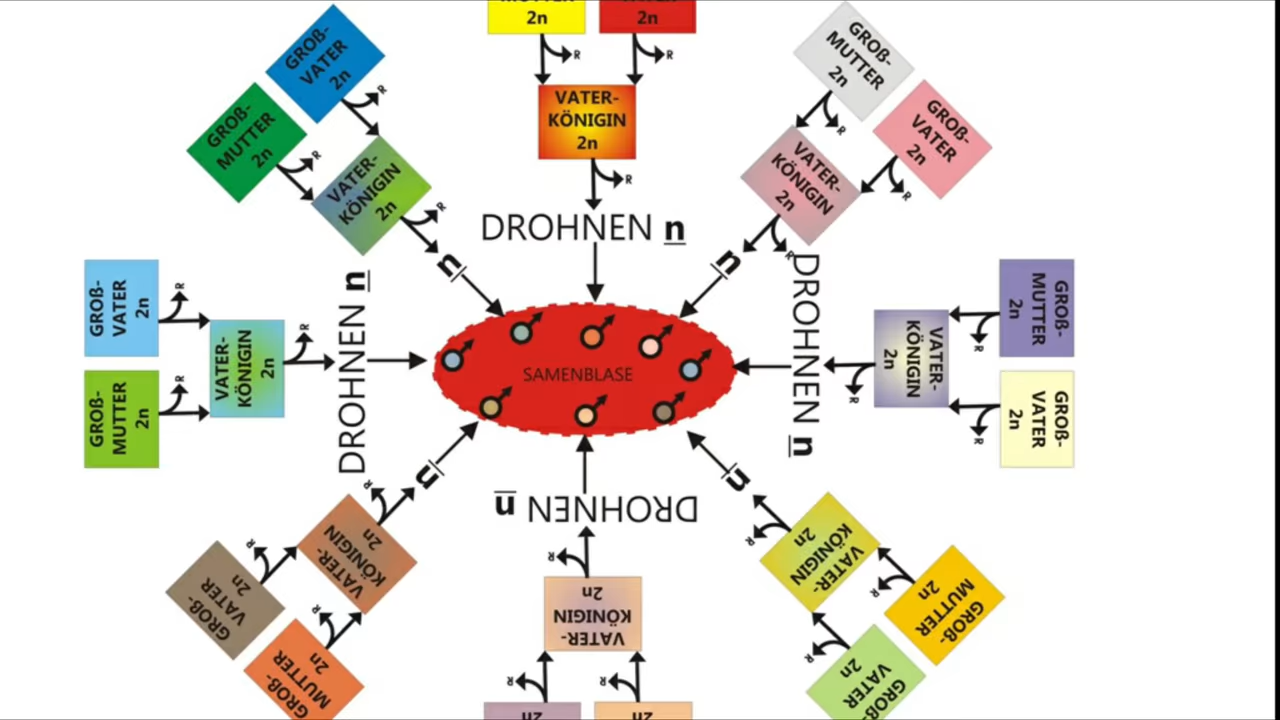 2n
2n
VATER-
KÖNIGIN
2n
R
R
R
DROHNEN n
GROß-
VATER
2n
GROß-
MUTTER
2n
VATER-
KÖNIGIN
2n
R
R
R
n
GROß-
MUTTER
2n
GROß-
VATER
2n
VATER-
KÖNIGIN
2n
R
R
R
n
GROß-
VATER
2n
GROß-
MUTTER
2n
VATER-
KÖNIGIN
2n
R
R
R
DROHNEN n
SAMENBLASE
DROHNEN n
VATER-
KÖNIGIN
2n
GROß-
MUTTER
2n
GROß-
VATER
2n
R
R
R
GROß-
VATER
2n
GROß-
MUTTER
2n
VATER-
KÖNIGIN
2n
R
R
R
n
DROHNEN n
VATER-
KÖNIGIN
2n
R
R
R
2n
2n
n
VATER-
KÖNIGIN
2n
GROß-
MUTTER
2n
GROß-
VATER
2n
R
R
R